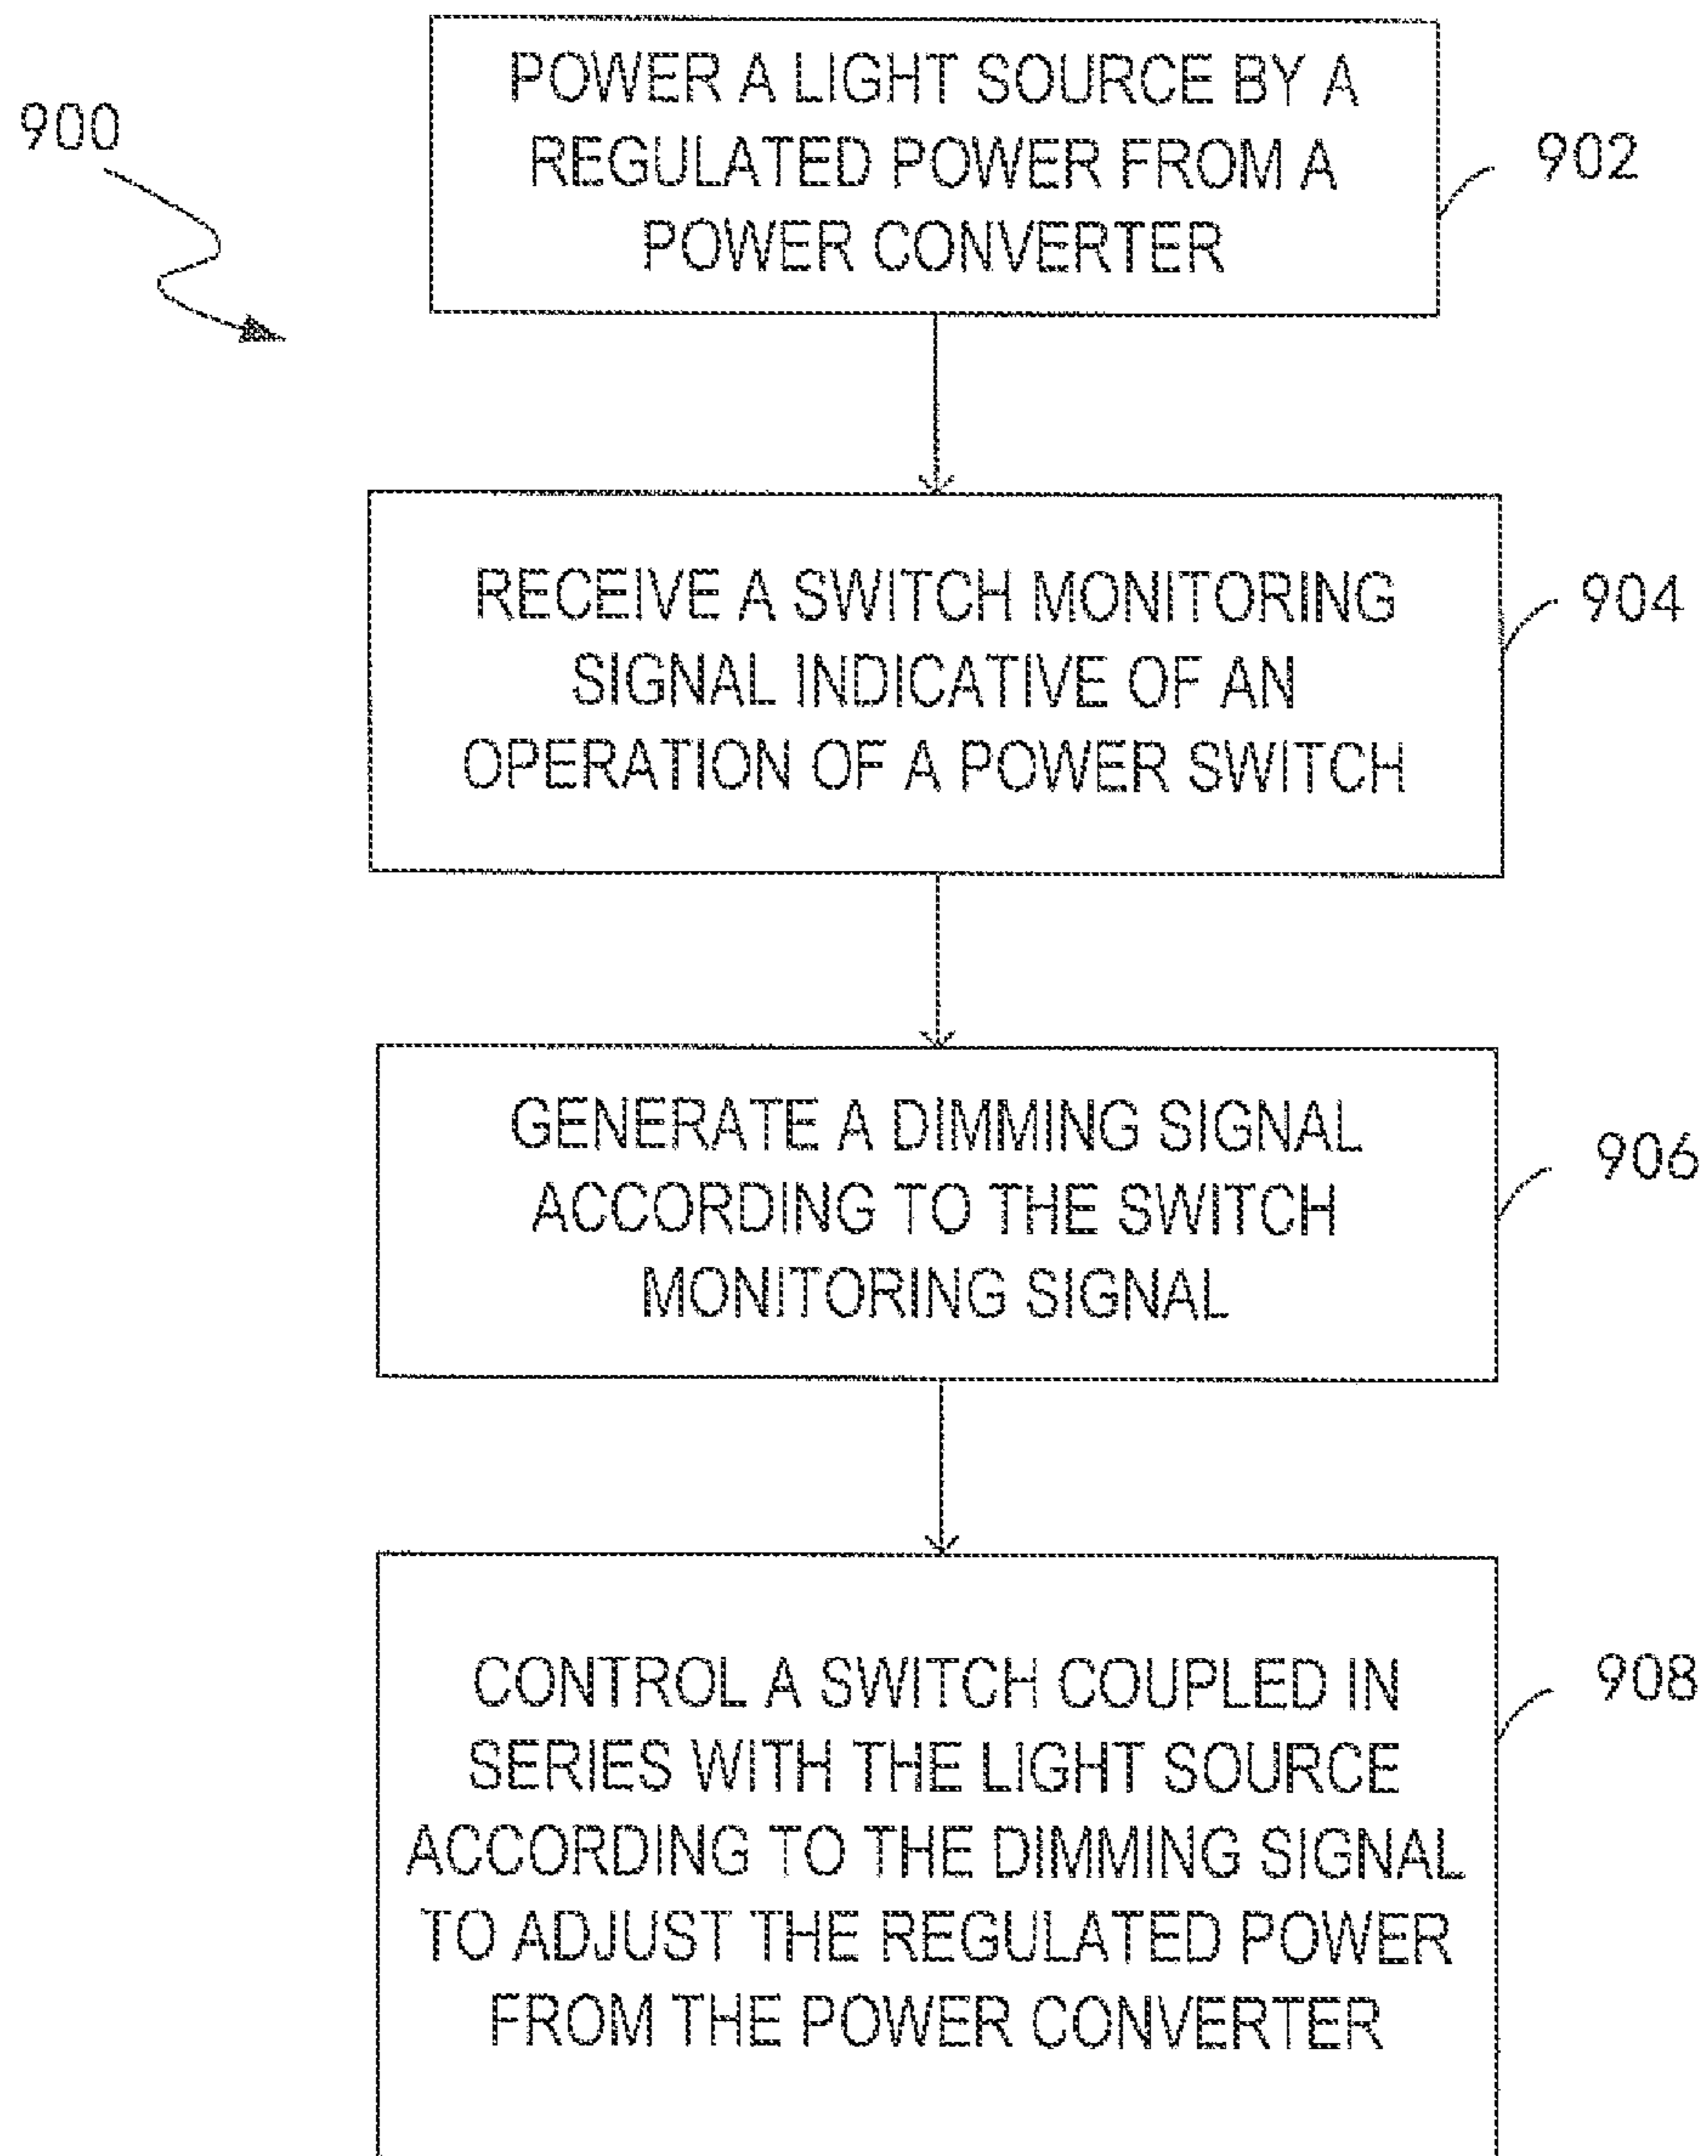 900
POWER A LIGHT SOURCE BY A
REGULATED POWER FROM A
POWER CONVERTER
902
RECEIVE A SWITCH MONITORING
SIGNAL INDICATIVE OF AN
OPERATION OF A POWER SWITCH
904
GENERATE A DIMMING SIGNAL
ACCORDING TO THE SWITCH
MONITORING SIGNAL
906
CONTROL A SWITCH COUPLED IN
SERIES WITH THE LIGHT SOURCE
ACCORDING TO THE DIMMING SIGNAL
TO ADJUST THE REGULATED POWER
FROM THE POWER CONVERTER
908